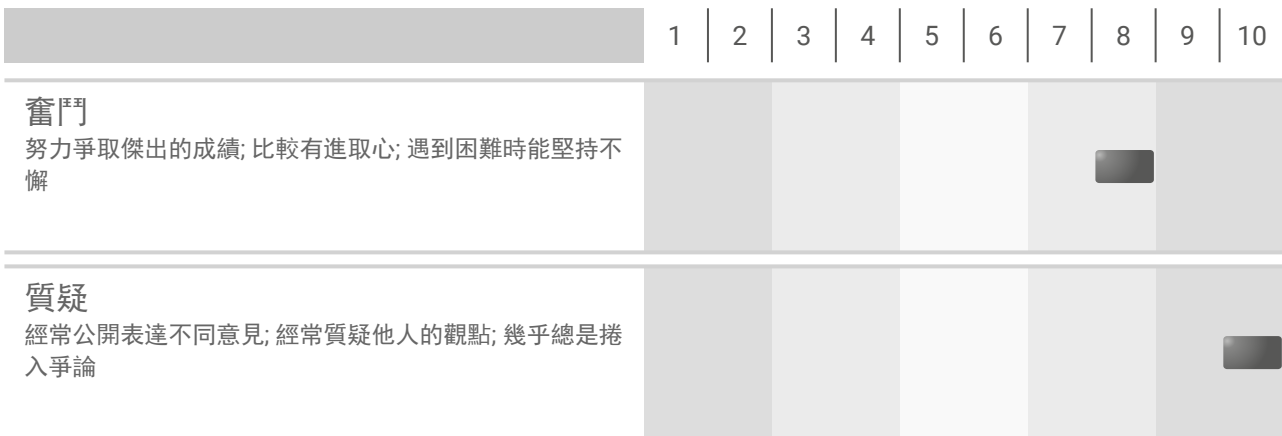 1 2 3 4 5 6 7 8 9 10
奮鬥
努力爭取傑出的成績; 比較有進取心; 遇到困難時能堅持不
懈
質疑
經常公開表達不同意見; 經常質疑他人的觀點; 幾乎總是捲
入爭論